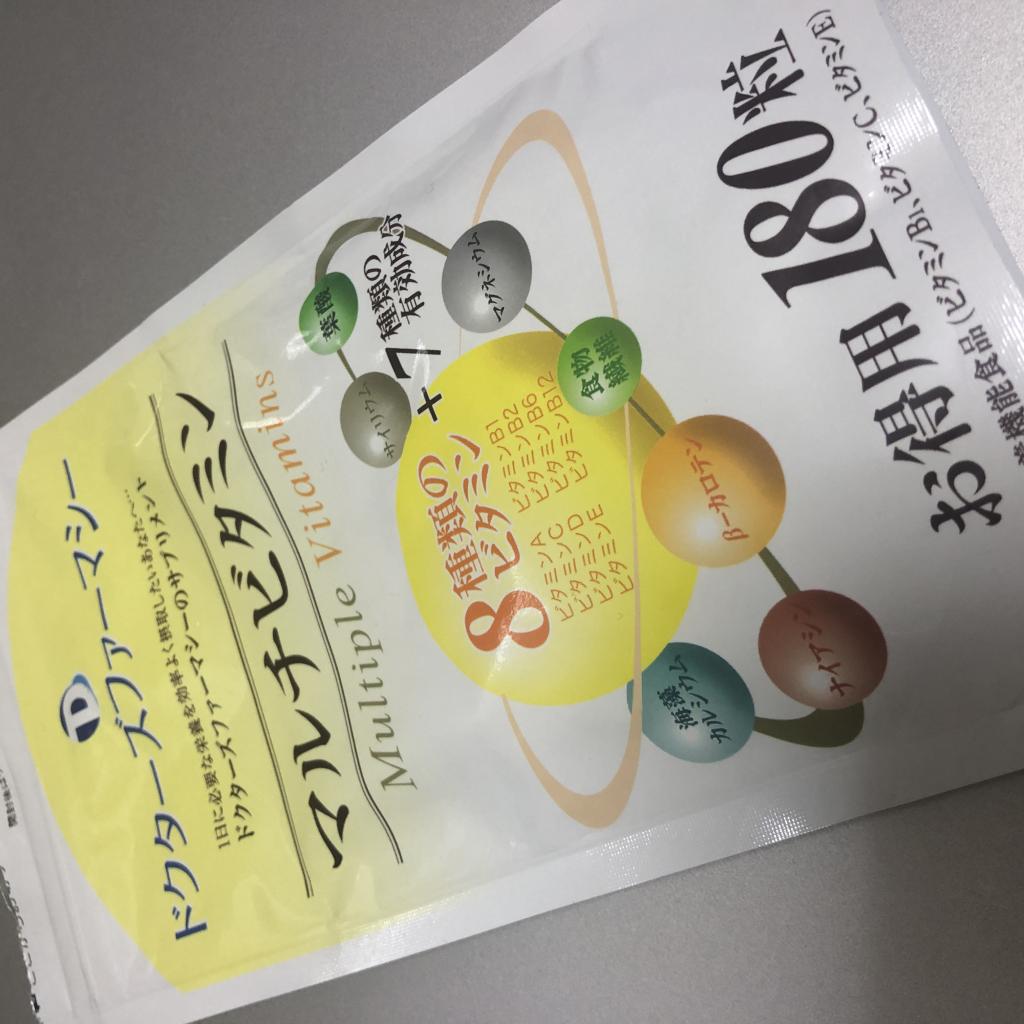 開封後は
D
ドクターズファーマシー
1日に必要な栄養を効率よく摂取したいあなたへ…
ドクターズファーマシーのサプリメント
マルチビタミン
Multiple Vitamins
サイリウム
葉酸
+7種類の
有効成分
マグネシウム
8種類の
ビタミン
ビタミンA ビタミンB1
ビタミンC ビタミンB2
ビタミンD ビタミンB6
ビタミンE ビタミンB12
食物
繊維
β-カロテン
海藻
カルシウム
ナイアシン
お得用 180粒
養機能食品(ビタミンB1、ビタミンC、ビタミンE)